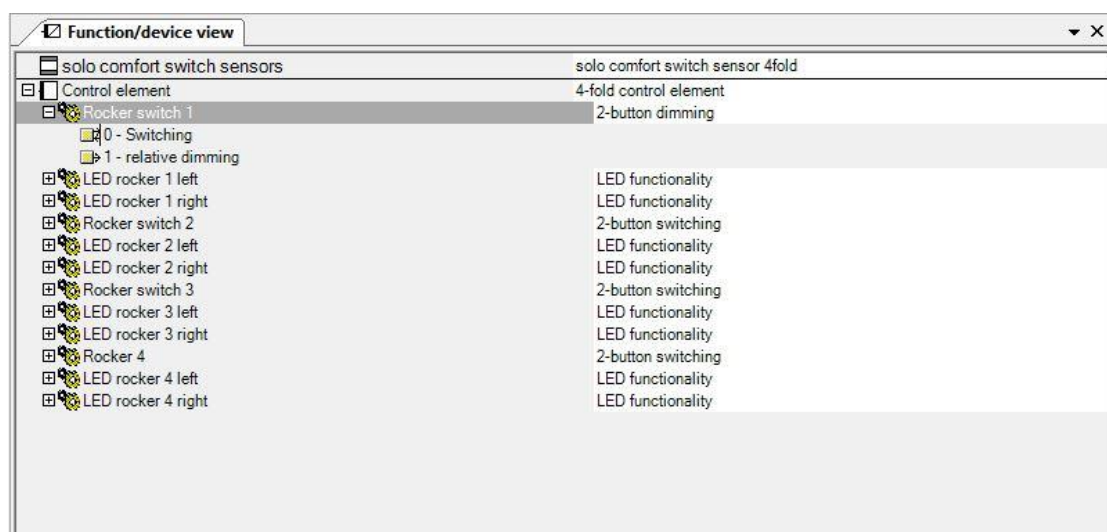 Function/device view
solo comfort switch sensors solo comfort switch sensor 4fold
Control element 4-fold control element
Rocker switch 1 2-button dimming
0 - Switching
1 - relative dimming
LED rocker 1 left LED functionality
LED rocker 1 right LED functionality
Rocker switch 2 2-button switching
LED rocker 2 left LED functionality
LED rocker 2 right LED functionality
Rocker switch 3 2-button switching
LED rocker 3 left LED functionality
LED rocker 3 right LED functionality
Rocker 4 2-button switching
LED rocker 4 left LED functionality
LED rocker 4 right LED functionality